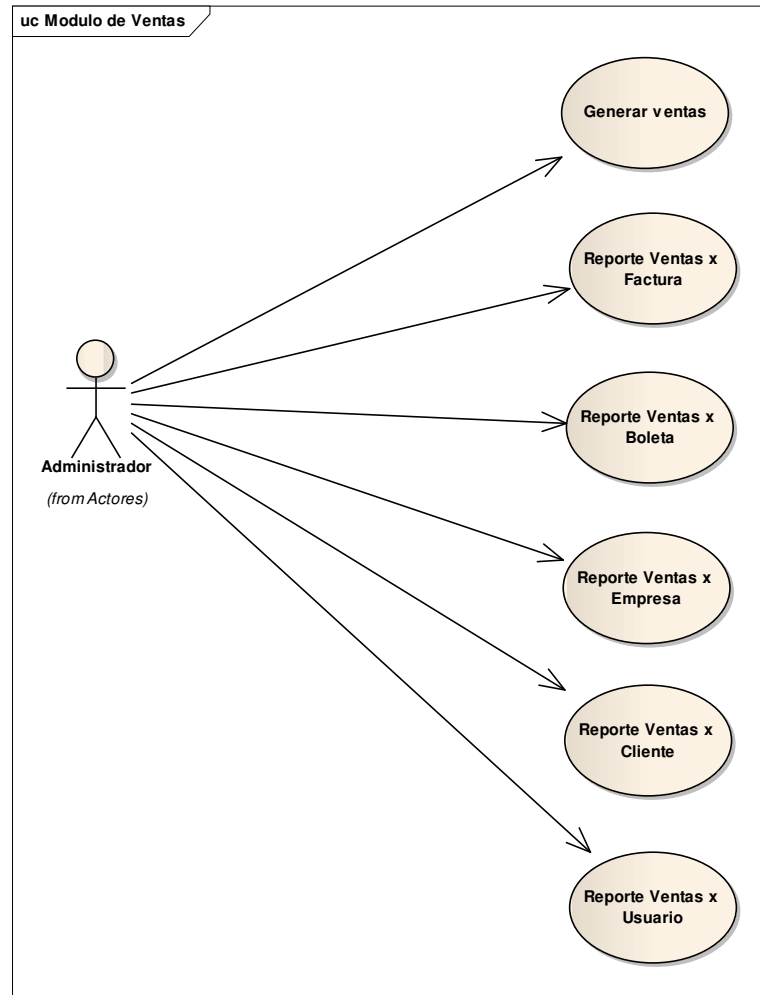 uc Modulo de Ventas
Generar ventas
Reporte Ventas x
Factura
Reporte Ventas x
Boleta
Administrador
(from Actores)
Reporte Ventas x
Empresa
Reporte Ventas x
Cliente
Reporte Ventas x
Usuario